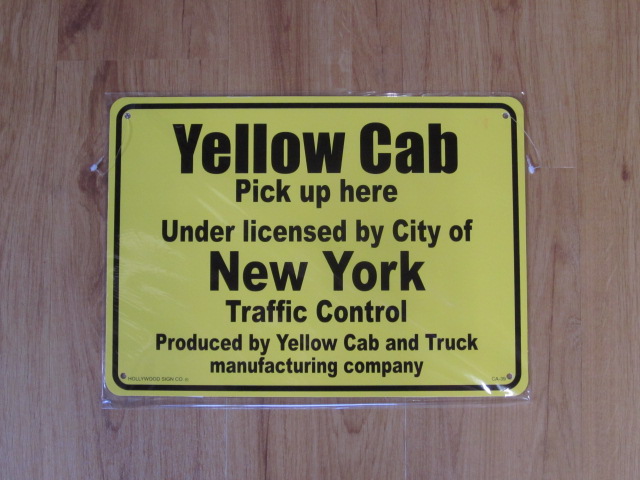 Yellow Cab
Pick up here
Under licensed by City of
New York
Traffic Control
Produced by Yellow Cab and Truck
manufacturing company
HOLLYWOOD SIGN CO